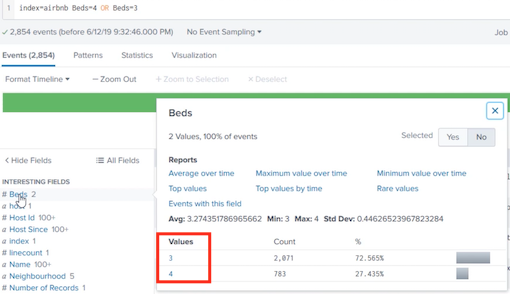 1 index=airbnb Beds=4 OR Beds=3
✓ 2,854 events (before 6/12/19 9:32:46.000 PM) No Event Sampling ▾ Job
Events (2,854) Patterns Statistics Visualization
Format Timeline ▾ — Zoom Out + Zoom to Selection × Deselect
Beds ×
2 Values, 100% of events Selected Yes No
< Hide Fields ≔ All Fields
Reports
Average over time Maximum value over time Minimum value over time
Top values Top values by time Rare values
Events with this field
Avg: 3.274351786965662 Min: 3 Max: 4 Std Dev: 0.44626523967823284
Values Count %
3 2,071 72.565%
4 783 27.435%
INTERESTING FIELDS
# Beds 2
a host 1
# Host Id 100+
a Host Since 100+
a index 1
# linecount 1
a Name 100+
a Neighbourhood 5
# Number of Records 1